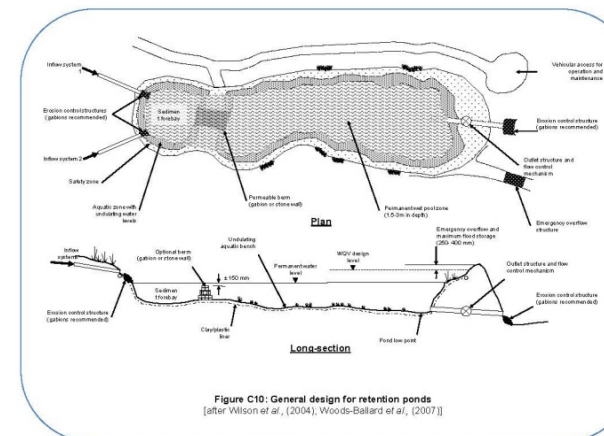 Inflow system
1
Vehicular access for
operation and
maintenance
Erosion control structures
(gabions recommended)
Sedimen
t forebay
Erosion control structure
(gabions recommended)
Inflow system 2
Safety zone
Outlet structure and
flow control
mechanism
Aquatic zone with
undulating water
levels
Permeable berm
(gabion or stone wall)
Permanent wet pool zone
(1.5-3m in depth)
Plan
Emergency overflow
structure
Emergency overflow and
maximum flood storage
(250- 400 mm)
Inflow
systems
Optional berm
(gabion or stone wall)
Undulating
aquatic bench
WQV design
level
Permanent water
level
Outlet structure and flow
control mechanism
±150 mm
Sedimen
t forebay
Erosion control structure
(gabions recommended)
Erosion control structure
(gabions recommended)
Clay/plastic
liner
Pond low point
Long-section
Figure C10: General design for retention ponds
[after Wilson et al., (2004); Woods-Ballard et al., (2007)]